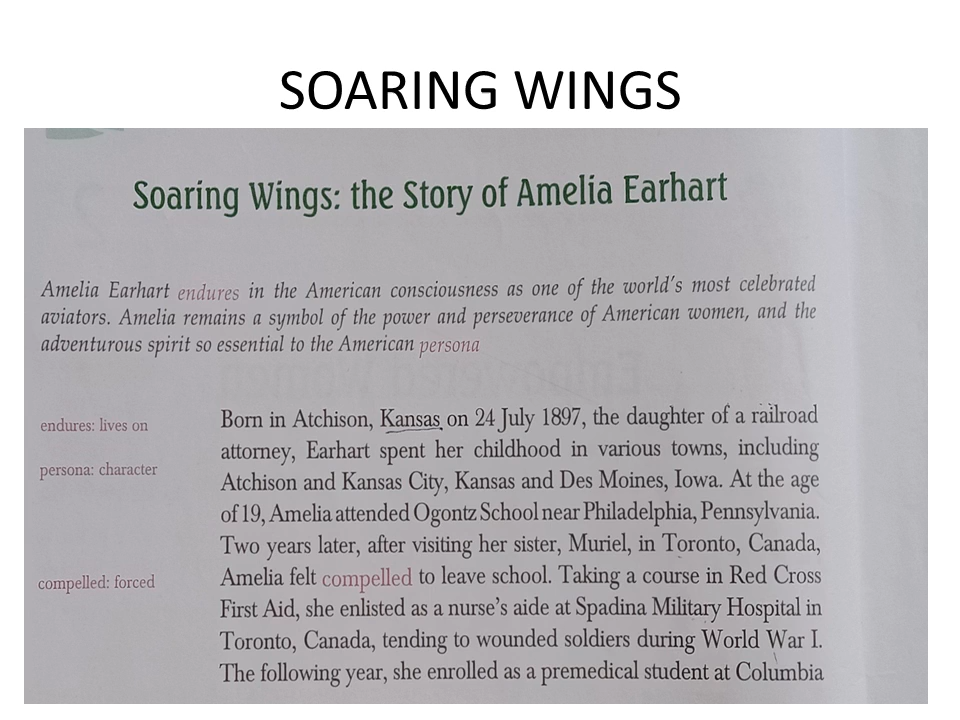 SOARING WINGS
Soaring Wings: the Story of Amelia Earhart
Amelia Earhart endures in the American consciousness as one of the world's most celebrated
aviators. Amelia remains a symbol of the power and perseverance of American women, and the
adventurous spirit so essential to the American persona
endures: lives on
persona: character
compelled: forced
Born in Atchison, Kansas on 24 July 1897, the daughter of a railroad
attorney, Earhart spent her childhood in various towns, including
Atchison and Kansas City, Kansas and Des Moines, Iowa. At the age
of 19, Amelia attended Ogontz School near Philadelphia, Pennsylvania.
Two years later, after visiting her sister, Muriel, in Toronto, Canada,
Amelia felt compelled to leave school. Taking a course in Red Cross
First Aid, she enlisted as a nurse's aide at Spadina Military Hospital in
Toronto, Canada, tending to wounded soldiers during World War I.
The following year, she enrolled as a premedical student at Columbia